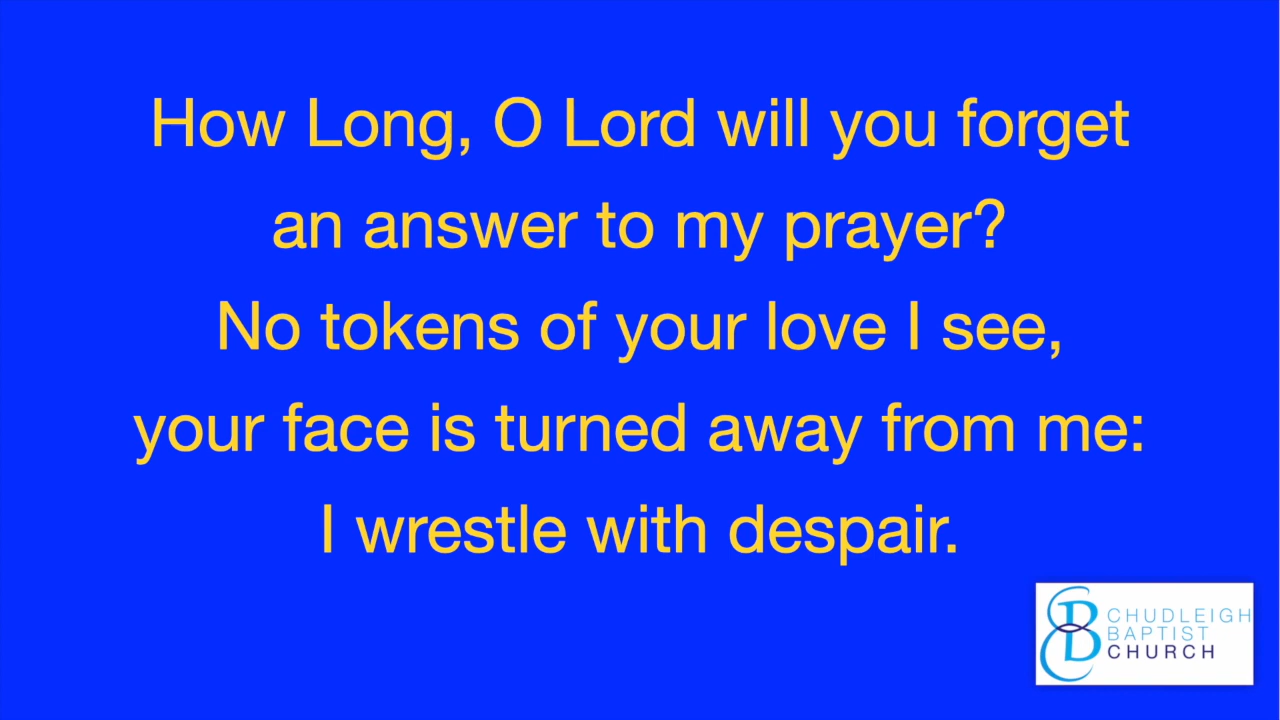 How Long, O Lord will you forget
an answer to my prayer?
No tokens of your love I see,
your face is turned away from me:
I wrestle with despair.
CHUDLEIGH
BAPTIST
CHURCH